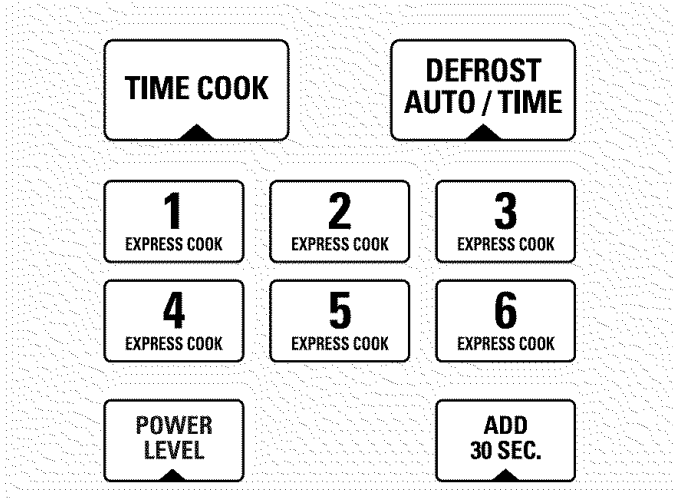 TIME COOK
DEFROST
AUTO / TIME
1
EXPRESS COOK
2
EXPRESS COOK
3
EXPRESS COOK
4
EXPRESS COOK
5
EXPRESS COOK
6
EXPRESS COOK
POWER
LEVEL
ADD
30 SEC.